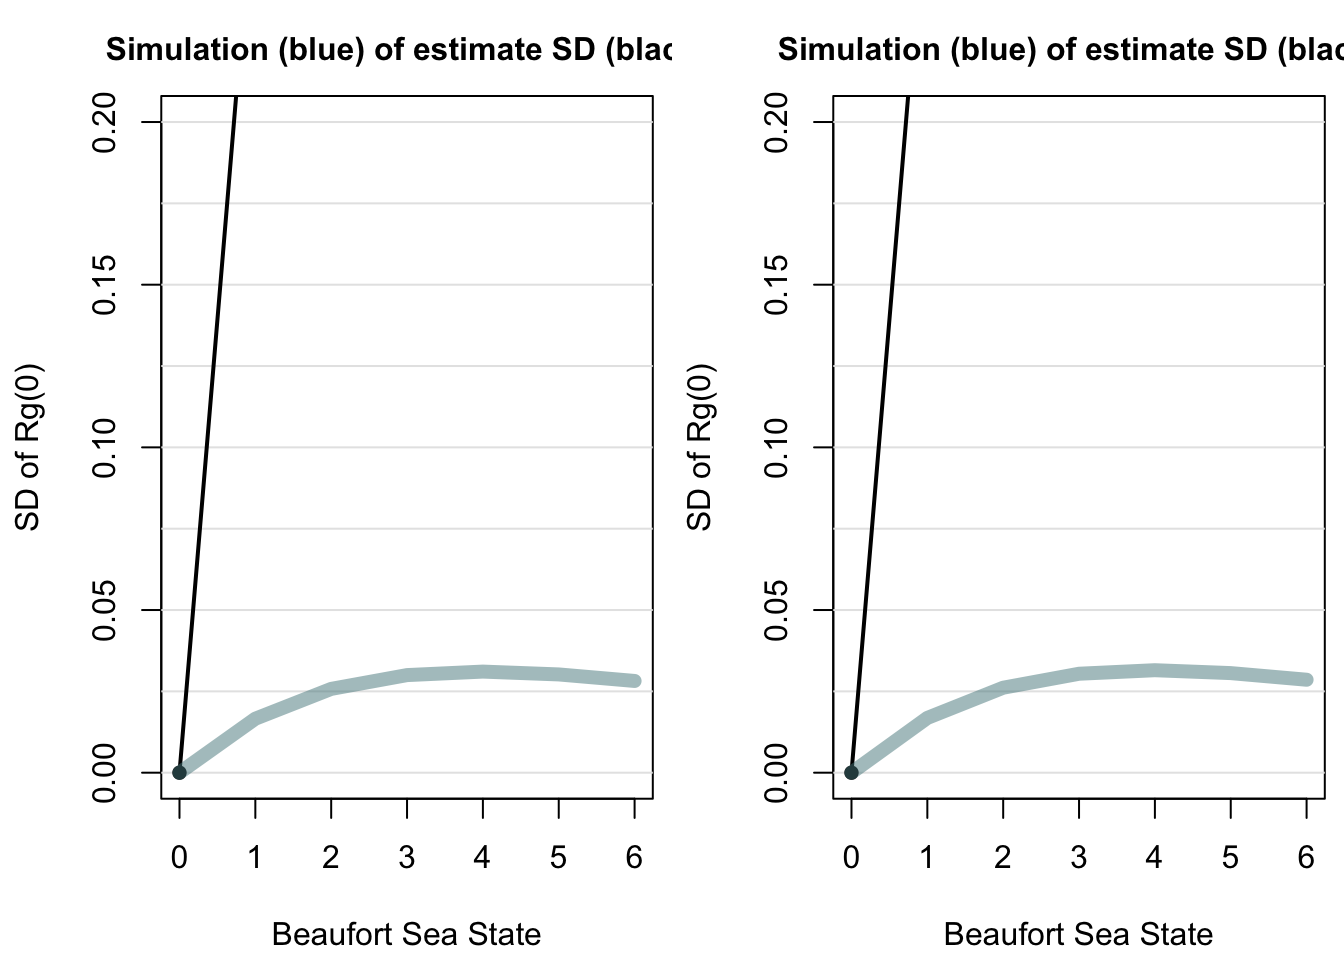 Simulation (blue) of estimate SD (blac
SD of Rg(0)
0.20
0.15
0.10
0.05
0.00
0 1 2 3 4 5 6
Beaufort Sea State
Simulation (blue) of estimate SD (blac
SD of Rg(0)
0.20
0.15
0.10
0.05
0.00
0 1 2 3 4 5 6
Beaufort Sea State